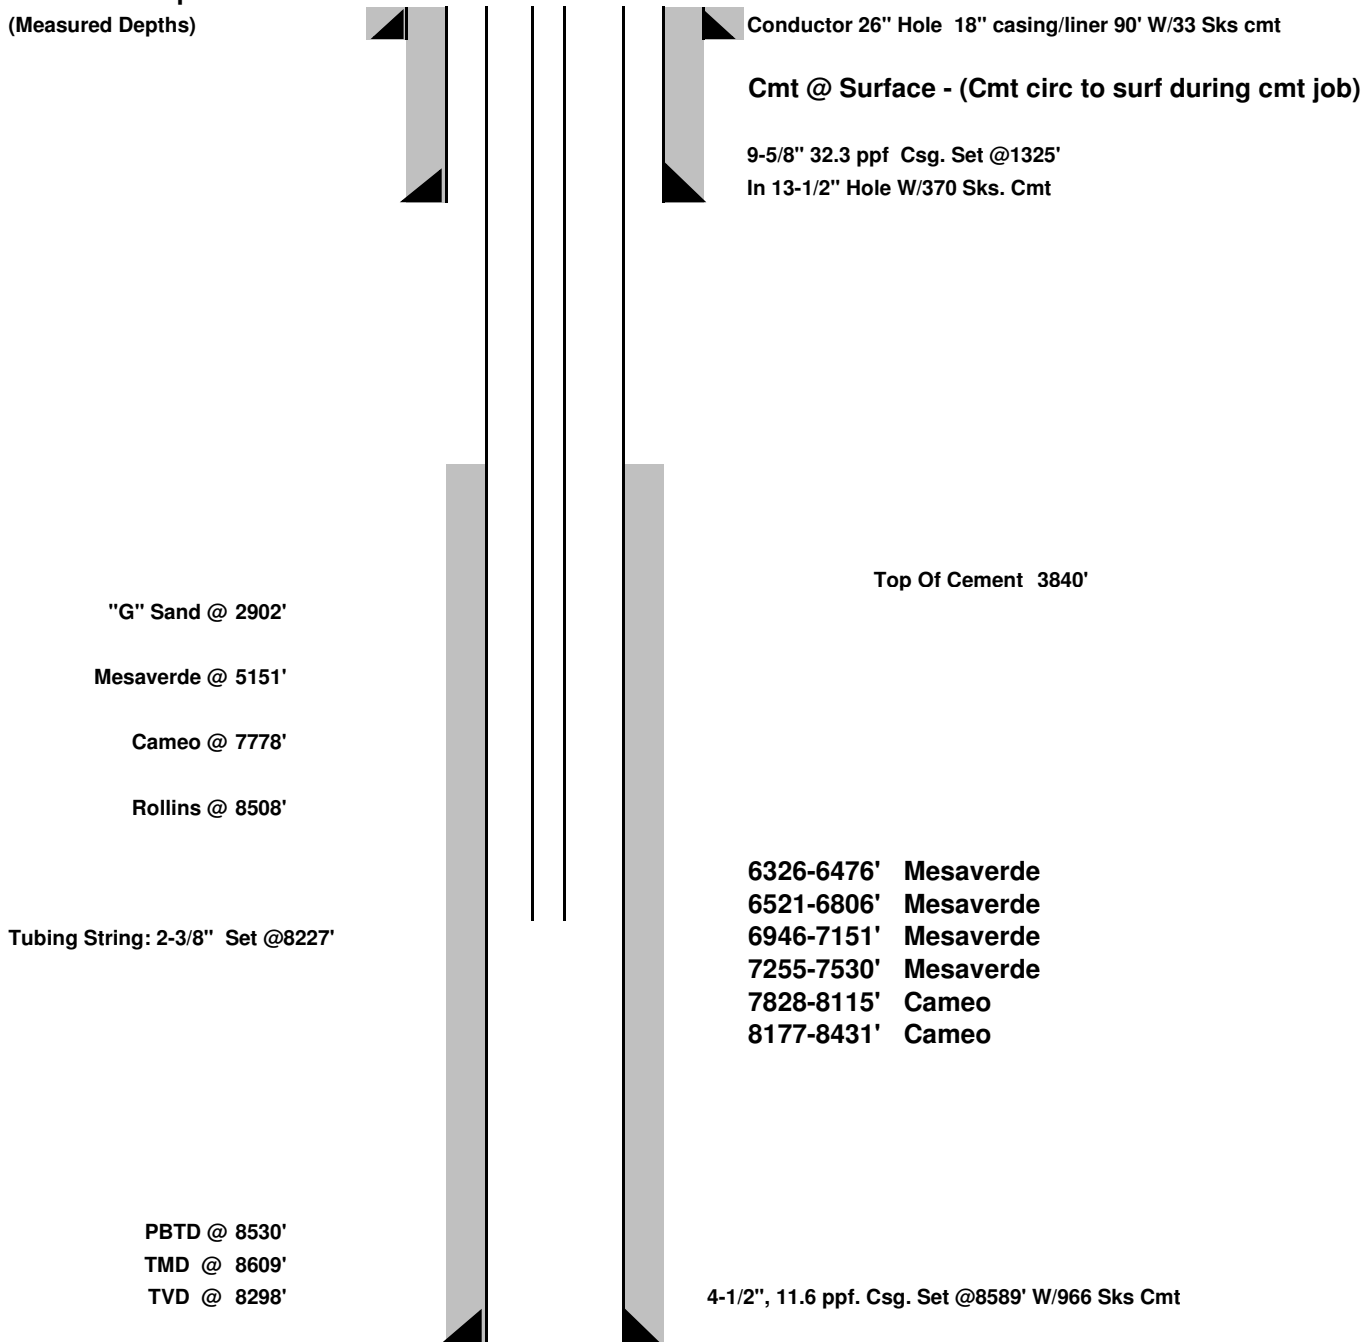 (Measured Depths)
Conductor 26" Hole  18" casing/liner 90' W/33 Sks cmt
Cmt @ Surface - (Cmt circ to surf during cmt job)
9-5/8" 32.3 ppf  Csg. Set @1325'
In 13-1/2" Hole W/370 Sks. Cmt
Top Of Cement  3840'
"G" Sand @ 2902'
Mesaverde @ 5151'
Cameo @ 7778'
Rollins @ 8508'
6326-6476'  Mesaverde
6521-6806'  Mesaverde
6946-7151'  Mesaverde
7255-7530'  Mesaverde
7828-8115'  Cameo
8177-8431'  Cameo
Tubing String: 2-3/8"  Set @8227'
PBTD @ 8530'
TMD  @  8609'
TVD  @  8298'
4-1/2", 11.6 ppf. Csg. Set @8589' W/966 Sks Cmt